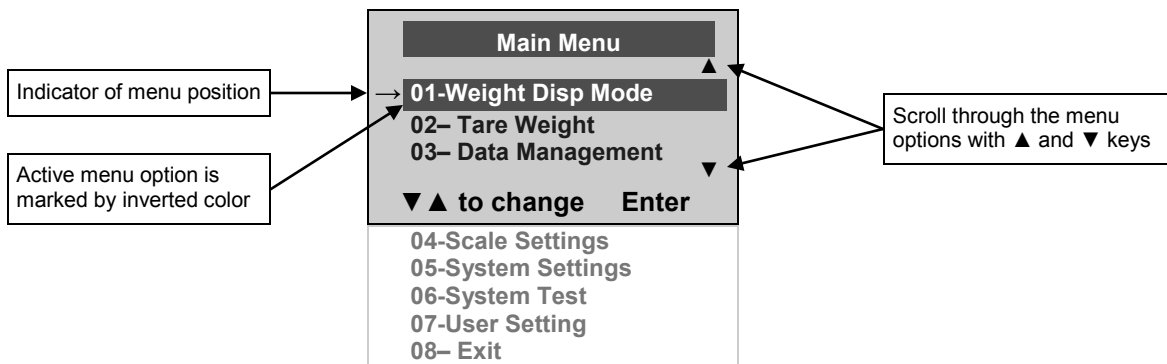 Main Menu
▲
Indicator of menu position
→ 01-Weight Disp Mode
02– Tare Weight
03– Data Management
▼
▼▲ to change Enter
Active menu option is
marked by inverted color
Scroll through the menu
options with ▲ and ▼ keys
04-Scale Settings
05-System Settings
06-System Test
07-User Setting
08– Exit